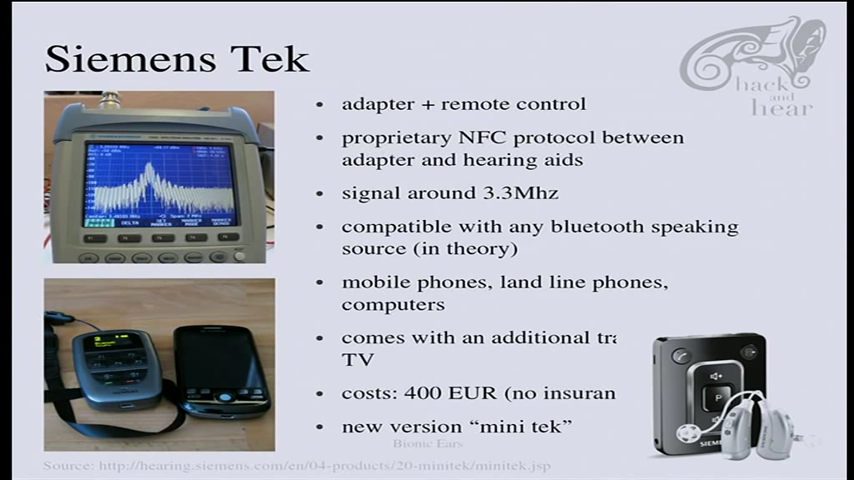 Siemens Tek
hack
and
hear
• adapter + remote control
• proprietary NFC protocol between
adapter and hearing aids
• signal around 3.3Mhz
• compatible with any bluetooth speaking
source (in theory)
• mobile phones, land line phones,
computers
• comes with an additional tra
TV
• costs: 400 EUR (no insuran
• new version “mini tek”
P
SIEM
Bionic Ears
Source: http://hearing.siemens.com/en/04-products/20-minitek/minitek.jsp